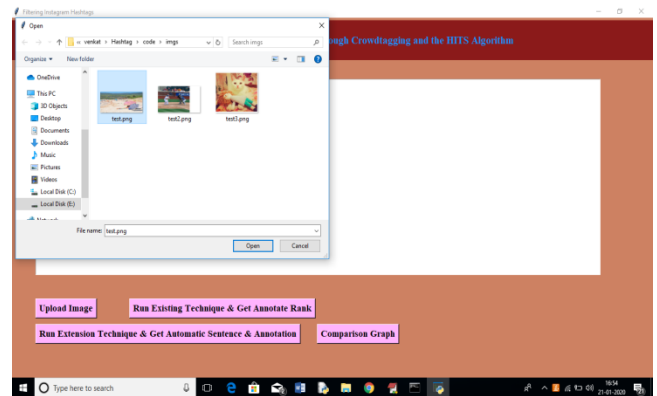 Filtering Instagram Hashtags
Open
ough Crowdtagging and the HITS Algorithm
« venkat › Hashtag › code › imgs
Search imgs
Organize
New folder
OneDrive
This PC
3D Objects
Desktop
Documents
Downloads
Music
Pictures
Videos
Local Disk (C:)
Local Disk (E:)
test.png
test2.png
test3.png
File name: test.png
Open
Cancel
Upload Image
Run Existing Technique & Get Annotate Rank
Run Extension Technique & Get Automatic Sentence & Annotation
Comparison Graph
Type here to search
16:54
21-01-2020